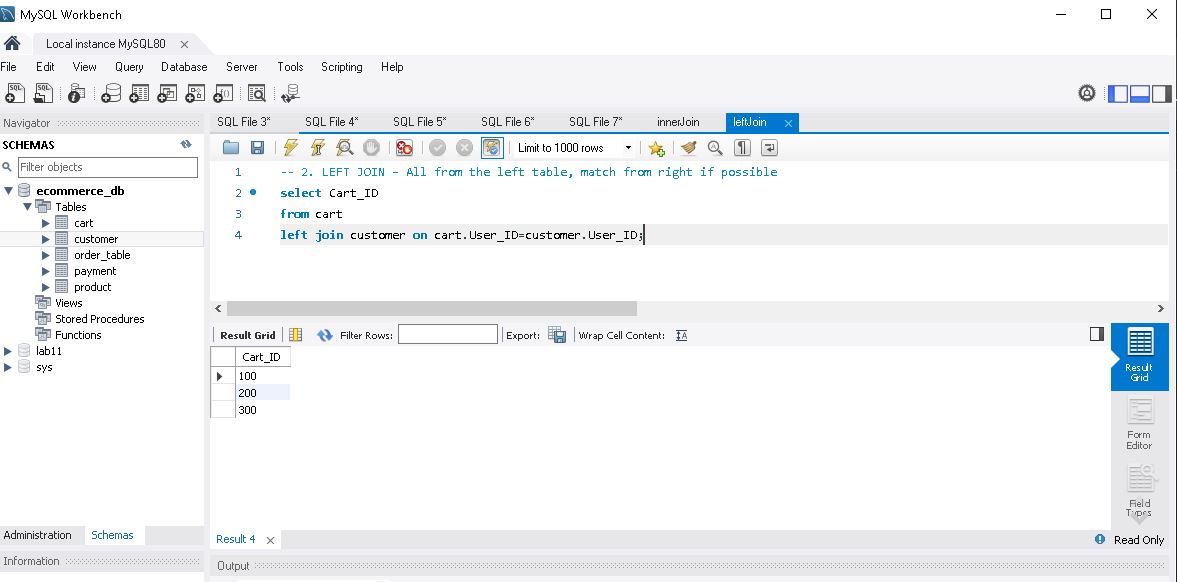 MySQL Workbench
Local instance MySQL80
File Edit View Query Database Server Tools Scripting Help
Navigator
SCHEMAS
Filter objects
ecommerce_db
Tables
cart
customer
order_table
payment
product
Views
Stored Procedures
Functions
lab11
sys
Administration Schemas
Information
SQL File 3* SQL File 4* SQL File 5* SQL File 6* SQL File 7* innerJoin leftJoin
Limit to 1000 rows
1 -- 2. LEFT JOIN - All from the left table, match from right if possible
2 select Cart_ID
3 from cart
4 left join customer on cart.User_ID=customer.User_ID;
Result Grid Filter Rows: Export: Wrap Cell Content:
Cart_ID
100
200
300
Result
Grid
Form
Editor
Field
Types
Result 4
Read Only
Output